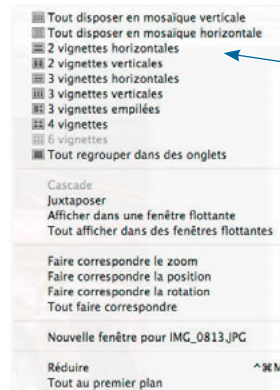 Tout disposer en mosaïque verticale
Tout disposer en mosaïque horizontale
2 vignettes horizontales
2 vignettes verticales
3 vignettes horizontales
3 vignettes verticales
3 vignettes empilées
4 vignettes
6 vignettes
Tout regrouper dans des onglets
Cascade
Juxtaposer
Afficher dans une fenêtre flottante
Tout afficher dans des fenêtres flottantes
Faire correspondre le zoom
Faire correspondre la position
Faire correspondre la rotation
Tout faire correspondre
Nouvelle fenêtre pour IMG_0813.JPG
Réduire ^⌘M
Tout au premier plan